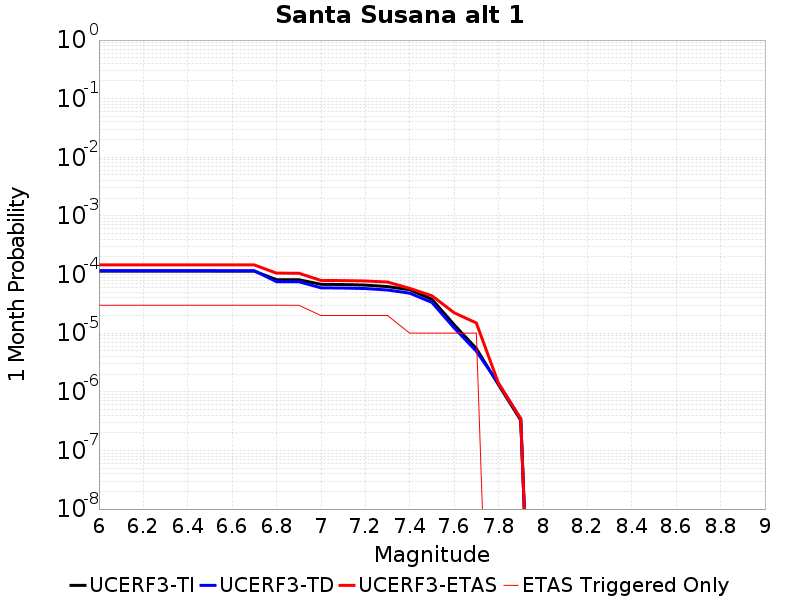 Santa Susana alt 1
1 Month Probability
10^0
10^-1
10^-2
10^-3
10^-4
10^-5
10^-6
10^-7
10^-8
6 6.2 6.4 6.6 6.8 7 7.2 7.4 7.6 7.8 8 8.2 8.4 8.6 8.8 9
Magnitude
UCERF3-TI UCERF3-TD UCERF3-ETAS ETAS Triggered Only